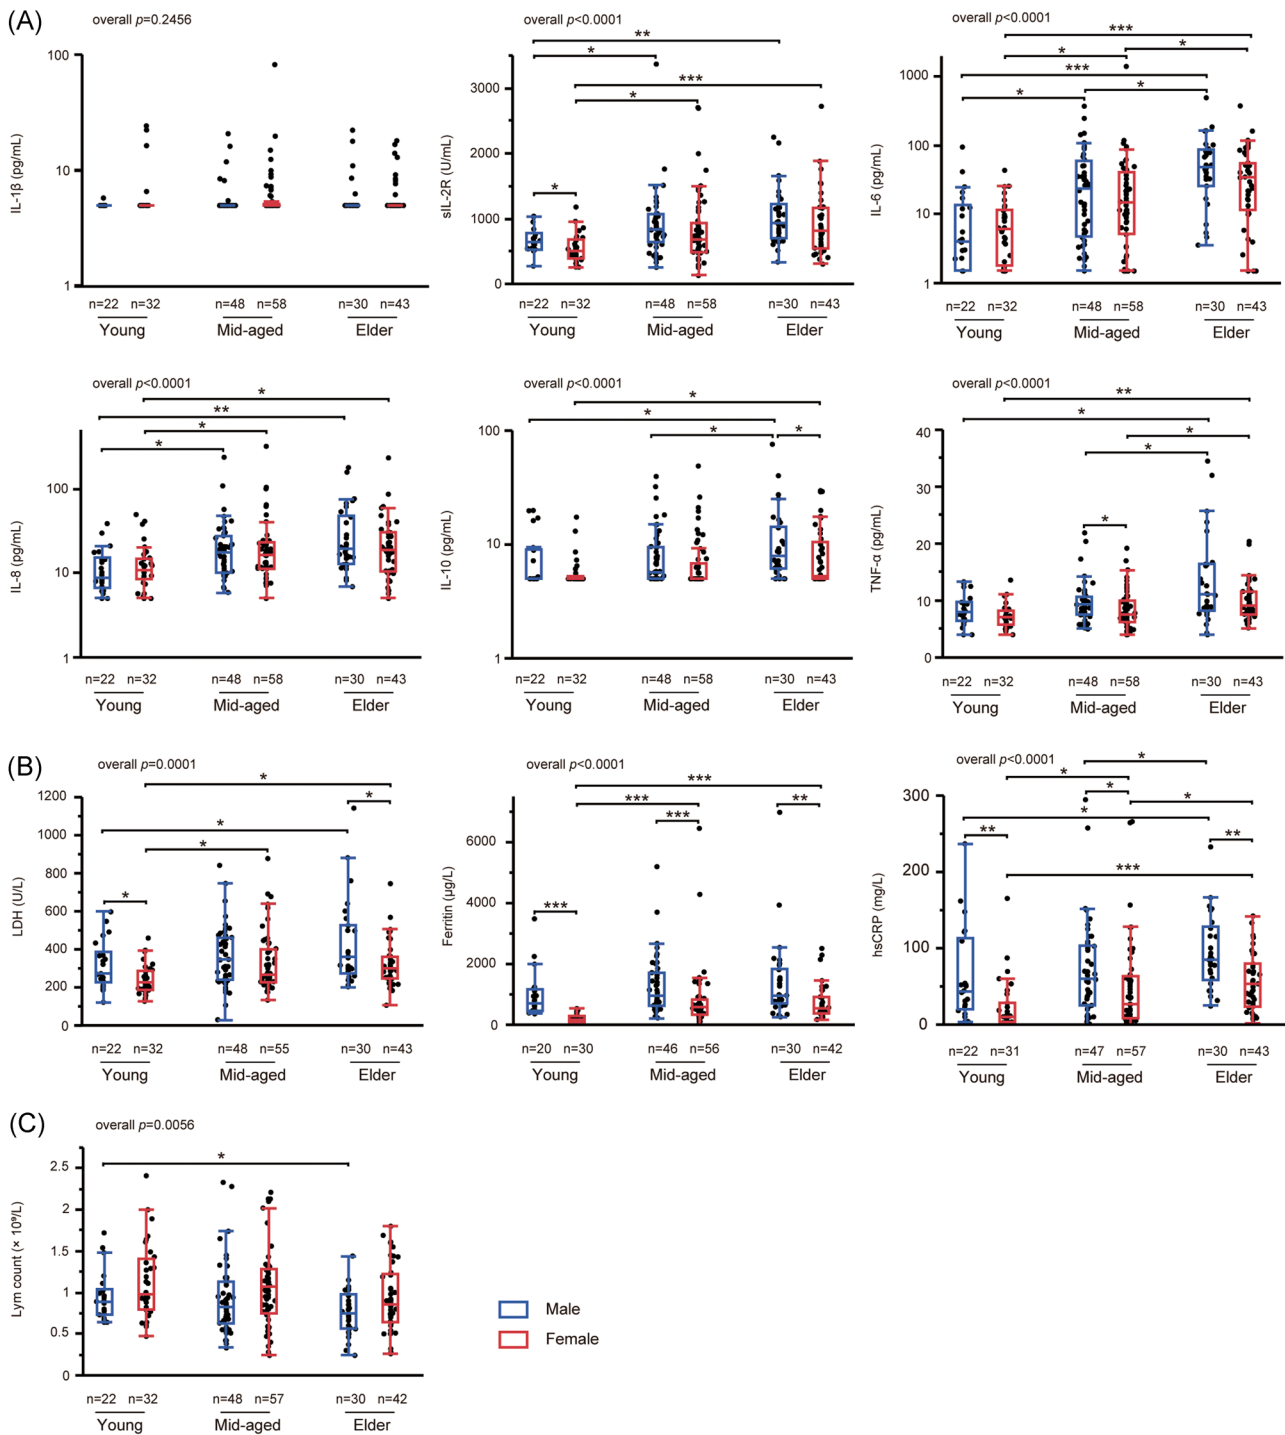 (A)
overall p=0.2456
IL-1β (pg/mL)
100
10
1
n=22 n=32 n=48 n=58 n=30 n=43
Young Mid-aged Elder
overall p<0.0001
**
*
***
*
*
sIL-2R (U/mL)
3000
2000
1000
0
n=22 n=32 n=48 n=58 n=30 n=43
Young Mid-aged Elder
overall p<0.0001
***
* *
***
* *
IL-6 (pg/mL)
1000
100
10
1
n=22 n=32 n=48 n=58 n=30 n=43
Young Mid-aged Elder
overall p<0.0001
*
**
*
*
IL-8 (pg/mL)
100
10
1
n=22 n=32 n=48 n=58 n=30 n=43
Young Mid-aged Elder
overall p<0.0001
*
*
* *
IL-10 (pg/mL)
100
10
1
n=22 n=32 n=48 n=58 n=30 n=43
Young Mid-aged Elder
overall p<0.0001
**
*
*
*
*
TNF-α (pg/mL)
40
30
20
10
0
n=22 n=32 n=48 n=58 n=30 n=43
Young Mid-aged Elder
(B)
overall p=0.0001
*
*
*
*
*
LDH (U/L)
1200
1000
800
600
400
200
0
n=22 n=32 n=48 n=55 n=30 n=43
Young Mid-aged Elder
overall p<0.0001
***
*** **
***
***
Ferritin (μg/L)
6000
4000
2000
0
n=20 n=30 n=46 n=56 n=30 n=42
Young Mid-aged Elder
overall p<0.0001
*
*
*
*
*
** **
***
hsCRP (mg/L)
300
200
100
0
n=22 n=31 n=47 n=57 n=30 n=43
Young Mid-aged Elder
(C)
overall p=0.0056
*
Lym count (× 10⁹/L)
2.5
2
1.5
1
0.5
0
n=22 n=32 n=48 n=57 n=30 n=42
Young Mid-aged Elder
Male
Female